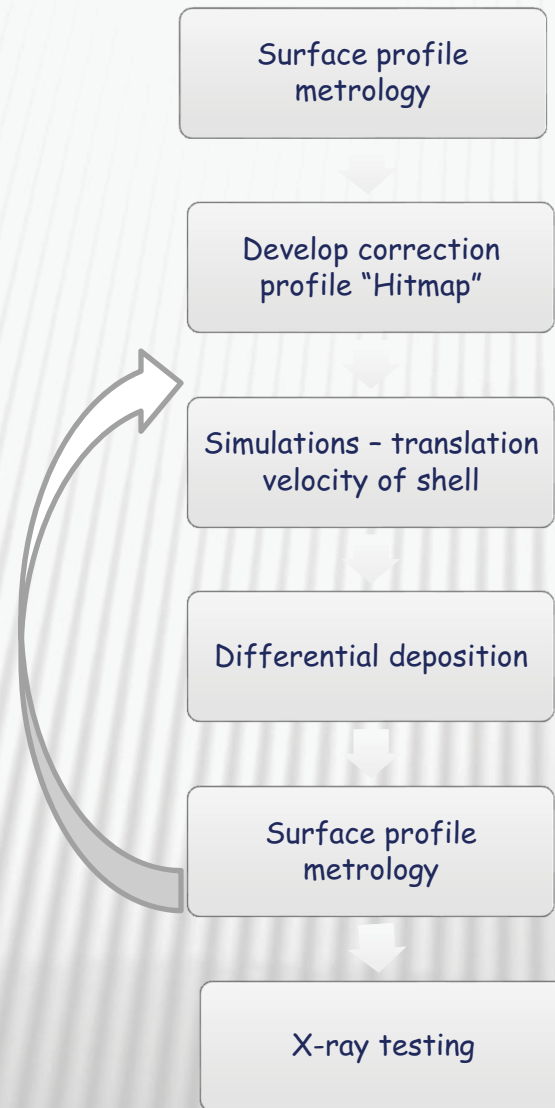 Surface profile
metrology
Develop correction
profile “Hitmap”
Simulations – translation
velocity of shell
Differential deposition
Surface profile
metrology
X-ray testing